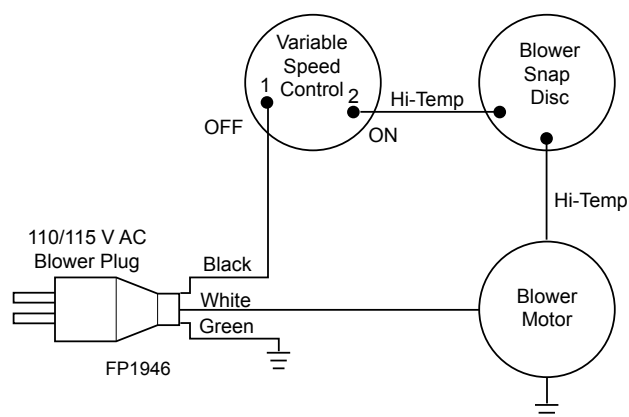 Variable
Speed
Control
1
2
OFF
ON
Hi-Temp
Blower
Snap
Disc
Hi-Temp
110/115 V AC
Blower Plug
Black
White
Green
FP1946
Blower
Motor